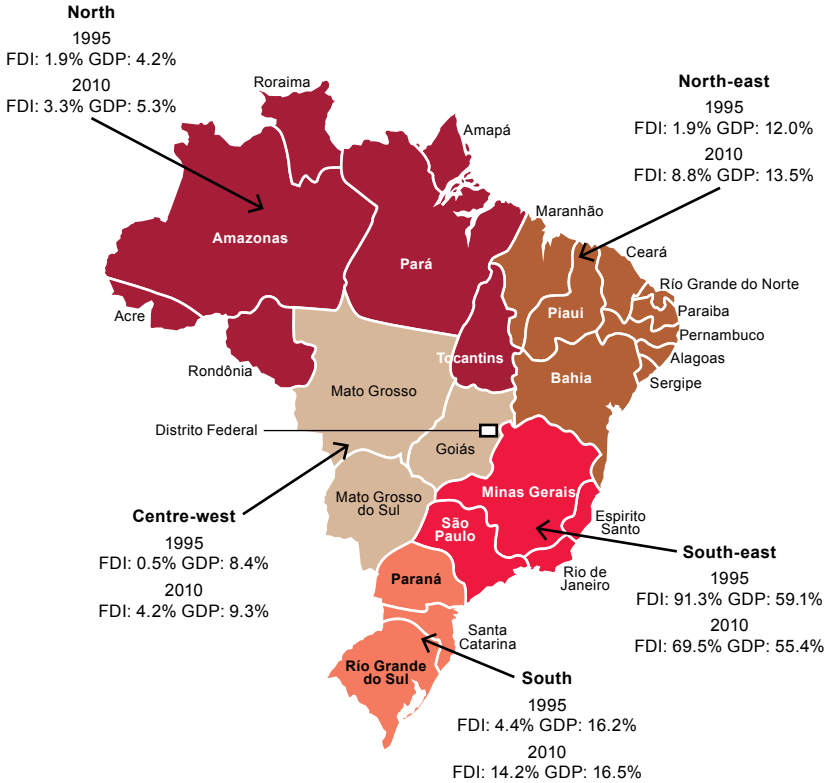 North
1995
FDI: 1.9% GDP: 4.2%
2010
FDI: 3.3% GDP: 5.3%
Roraima
North-east
1995
FDI: 1.9% GDP: 12.0%
2010
FDI: 8.8% GDP: 13.5%
Amapá
Maranhão
Amazonas
Ceará
Pará
Río Grande do Norte
Acre
Piaui
Paraiba
Pernambuco
Rondônia
Tocantins
Alagoas
Mato Grosso
Bahia
Sergipe
Distrito Federal
Goiás
Mato Grosso
do Sul
Minas Gerais
Centre-west
1995
FDI: 0.5% GDP: 8.4%
2010
FDI: 4.2% GDP: 9.3%
São
Paulo
Espirito
Santo
South-east
1995
FDI: 91.3% GDP: 59.1%
2010
FDI: 69.5% GDP: 55.4%
Rio de
Janeiro
Paraná
Santa
Catarina
Río Grande
do Sul
South
1995
FDI: 4.4% GDP: 16.2%
2010
FDI: 14.2% GDP: 16.5%